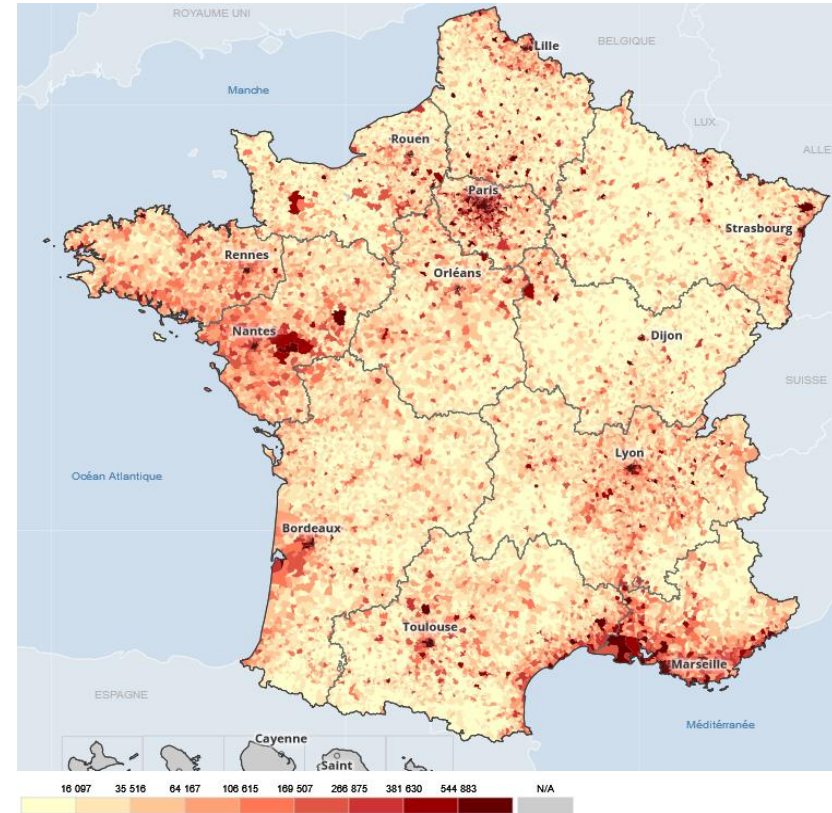 ROYAUME UNI
Lille
BELGIQUE
Manche
LUX.
Rouen
ALLE
Paris
Strasbourg
Rennes
Orléans
Nantes
Dijon
SUISSE
Lyon
Océan Atlantique
Bordeaux
Toulouse
Marseille
ESPAGNE
Méditérranée
Cayenne
Saint
16 097 35 516 64 167 106 615 169 507 266 875 381 630 544 883 N/A